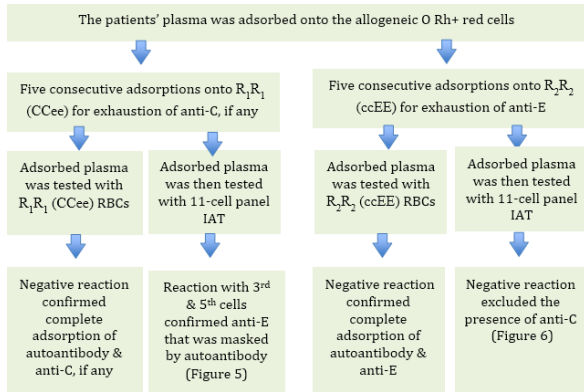 The patients' plasma was adsorbed onto the allogeneic O Rh+ red cells
Five consecutive adsorptions onto R₁R₁
(CCee) for exhaustion of anti-C, if any
Five consecutive adsorptions onto R₂R₂
(ccEE) for exhaustion of anti-E
Adsorbed plasma
was tested with
R₁R₁ (CCee) RBCs
Adsorbed plasma
was then tested
with 11-cell panel
IAT
Adsorbed plasma
was tested with
R₂R₂ (ccEE) RBCs
Adsorbed plasma
was then tested
with 11-cell panel
IAT
Negative reaction
confirmed
complete
adsorption of
autoantibody &
anti-C, if any
Reaction with 3rd
& 5th cells
confirmed anti-E
that was masked
by autoantibody
(Figure 5)
Negative reaction
confirmed
complete
adsorption of
autoantibody &
anti-E
Negative reaction
excluded the
presence of anti-C
(Figure 6)